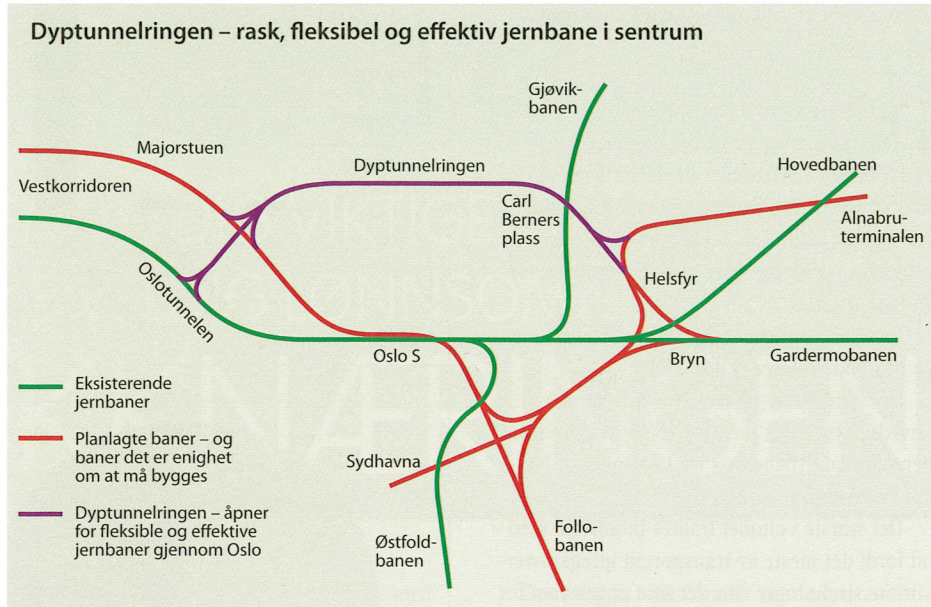 Dyptunnelringen – rask, fleksibel og effektiv jernbane i sentrum
Gjøvik-
banen
Majorstuen
Dyptunnelringen
Hovedbanen
Vestkorridoren
Carl
Berners
plass
Alnabru-
terminalen
Oslotunnelen
Helsfyr
Oslo S
Bryn
Gardermobanen
Eksisterende
jernbaner
Planlagte baner – og
baner det er enighet
om at må bygges
Sydhavna
Dyptunnelringen – åpner
for fleksible og effektive
jernbaner gjennom Oslo
Østfold-
banen
Follo-
banen